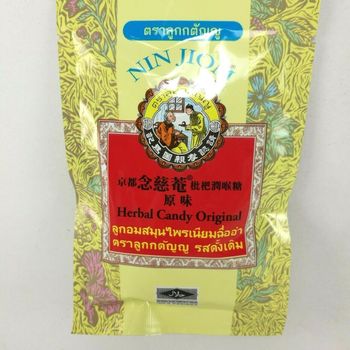 ตราลูกกตัญญู
NIN JIOM
京都念慈菴®枇杷潤喉糖
原味
Herbal Candy Original
ลูกอมสมุนไพรเนียมฉือฮ่ำ
ตราลูกกตัญญู รสดั้งเดิม